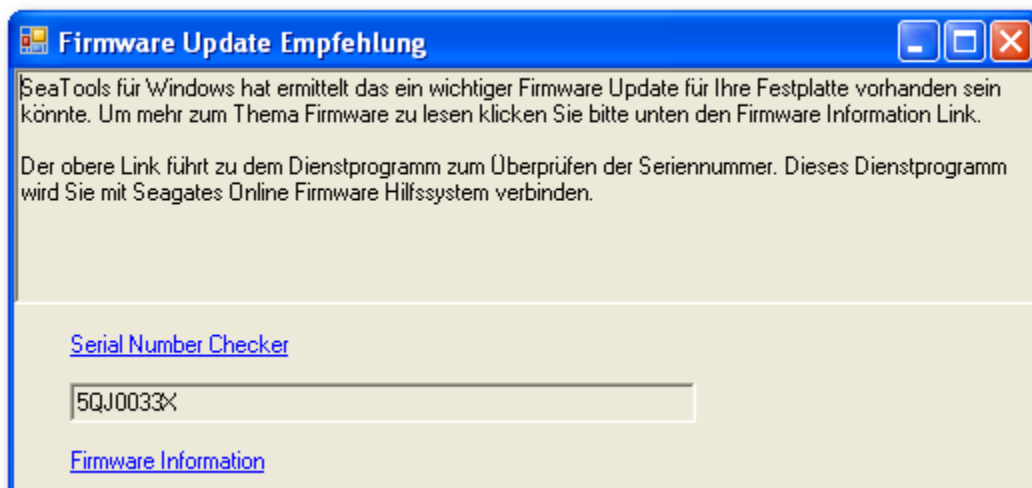 Firmware Update Empfehlung
SeaTools für Windows hat ermittelt das ein wichtiger Firmware Update für Ihre Festplatte vorhanden sein
könnte. Um mehr zum Thema Firmware zu lesen klicken Sie bitte unten den Firmware Information Link.
Der obere Link führt zu dem Dienstprogramm zum Überprüfen der Seriennummer. Dieses Dienstprogramm
wird Sie mit Seagates Online Firmware Hilfssystem verbinden.
Serial Number Checker
5QJ0033X
Firmware Information